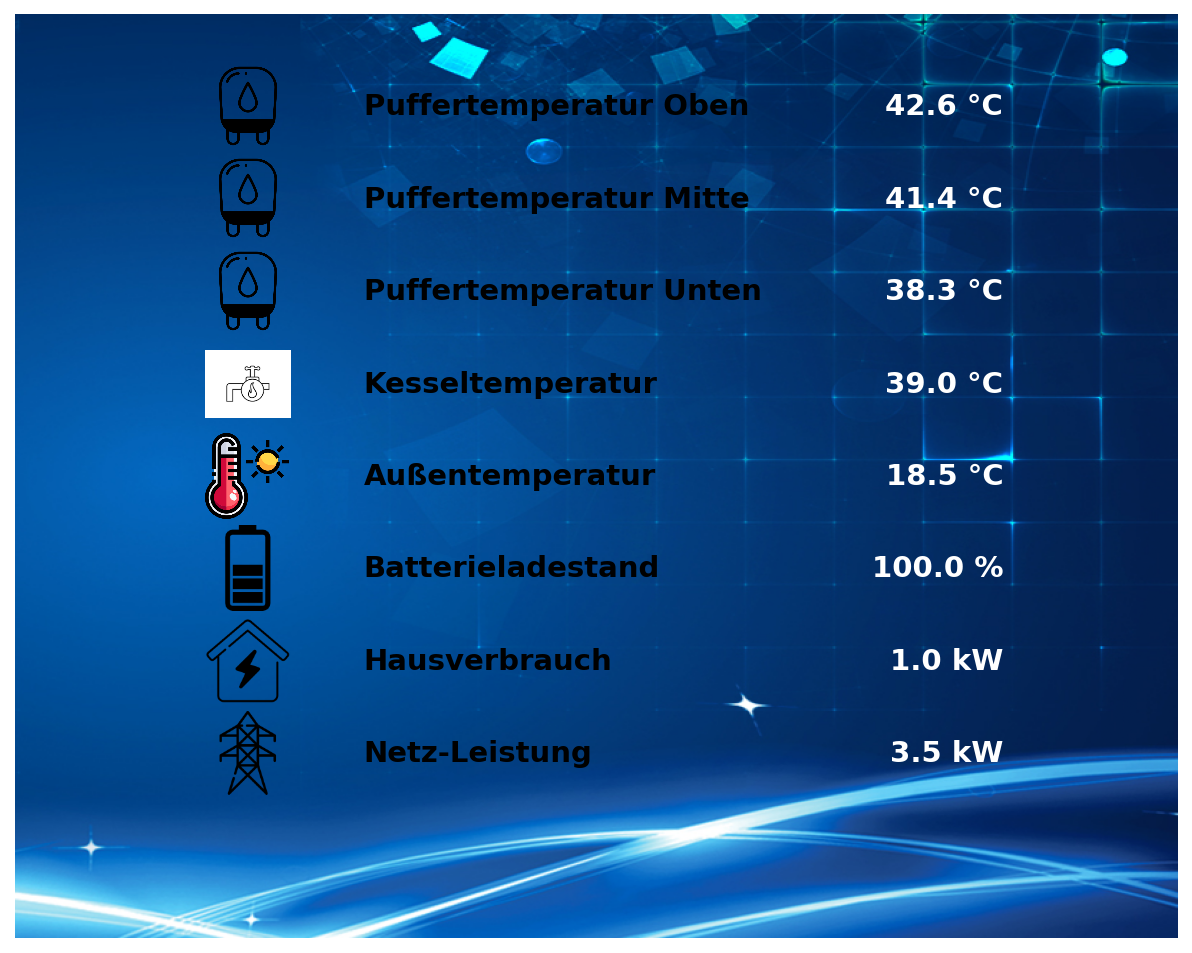 Puffertemperatur Oben 42.6 °C
Puffertemperatur Mitte 41.4 °C
Puffertemperatur Unten 38.3 °C
Kesseltemperatur 39.0 °C
Außentemperatur 18.5 °C
Batterieladestand 100.0 %
Hausverbrauch 1.0 kW
Netz-Leistung 3.5 kW